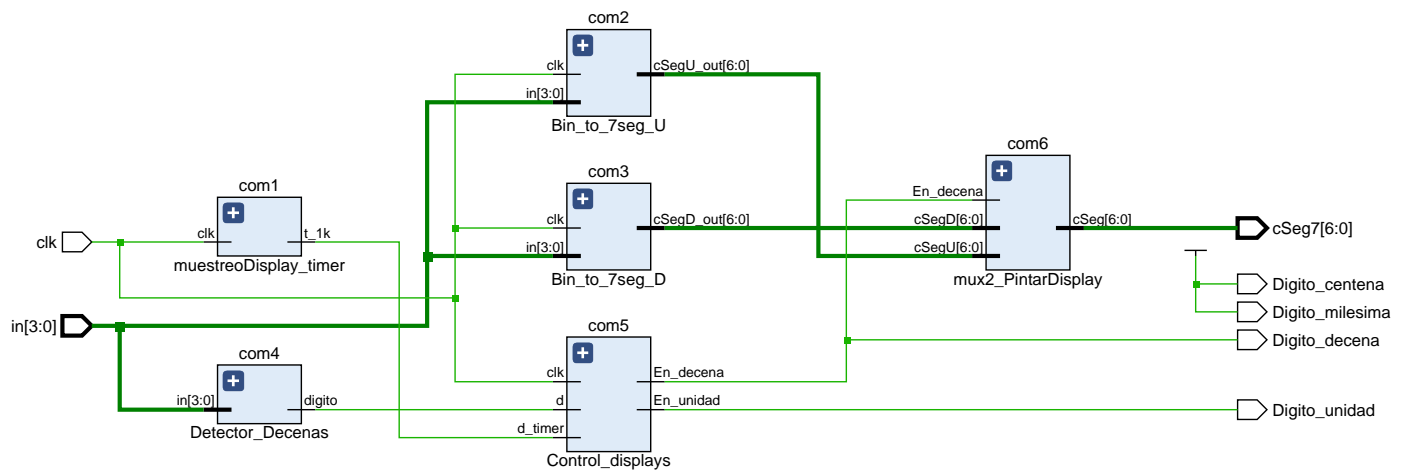 com2
clk
cSegU_out[6:0]
in[3:0]
Bin_to_7seg_U
com3
clk
cSegD_out[6:0]
in[3:0]
Bin_to_7seg_D
com6
En_decena
cSegD[6:0]
cSeg[6:0]
cSegU[6:0]
mux2_PintarDisplay
com1
clk
clk
t_1k
muestreoDisplay_timer
cSeg7[6:0]
Digito_centena
Digito_milesima
Digito_decena
Digito_unidad
in[3:0]
com4
in[3:0]
digito
Detector_Decenas
com5
clk
En_decena
d
En_unidad
d_timer
Control_displays